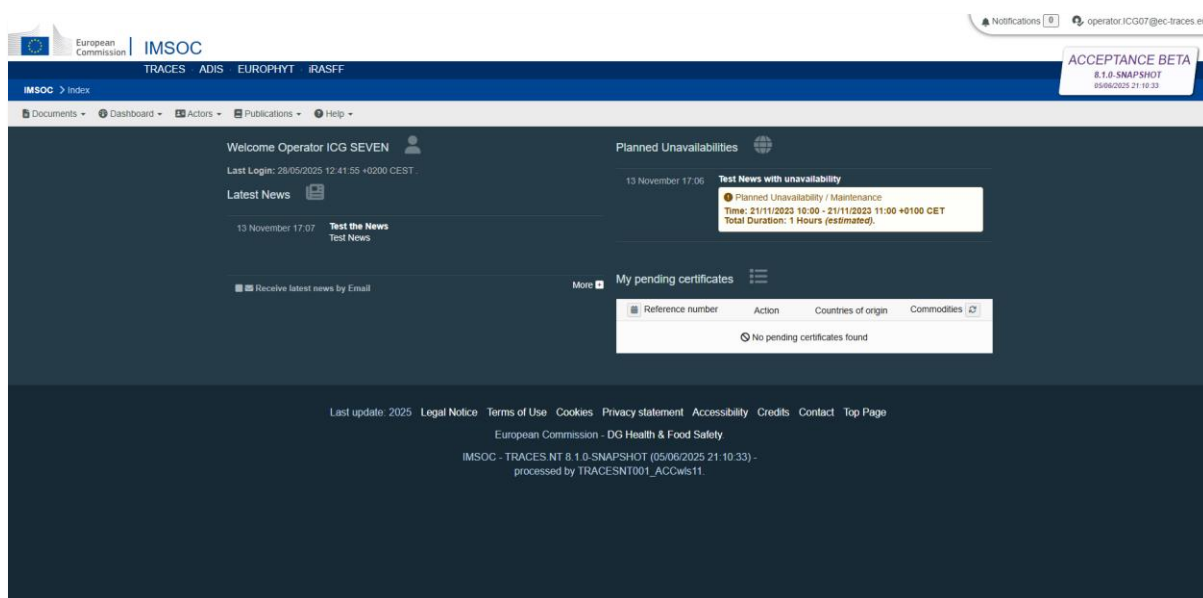 Notifications 0
European
Commission
IMSOC
ACCEPTANCE BETA
8.1.0-SNAPSHOT
05/06/2025 21:10:33
TRACES · ADIS · EUROPHYT · iRASFF
IMSOC > Index
Documents Dashboard Actors Publications Help
Welcome Operator ICG SEVEN
Last Login: 28/05/2025 12:41:55 +0200 CEST .
Latest News
13 November 17:07 Test the News
Test News
Receive latest news by Email
More
Planned Unavailabilities
13 November 17:06 Test News with unavailability
Planned Unavailability / Maintenance
Time: 21/11/2023 10:00 - 21/11/2023 11:00 +0100 CET
Total Duration: 1 Hours (estimated).
My pending certificates
Reference number Action Countries of origin Commodities
No pending certificates found
Last update: 2025 Legal Notice Terms of Use Cookies Privacy statement Accessibility Credits Contact Top Page
European Commission - DG Health & Food Safety.
IMSOC - TRACES.NT 8.1.0-SNAPSHOT (05/06/2025 21:10:33) -
processed by TRACESNT001_ACCwls11.